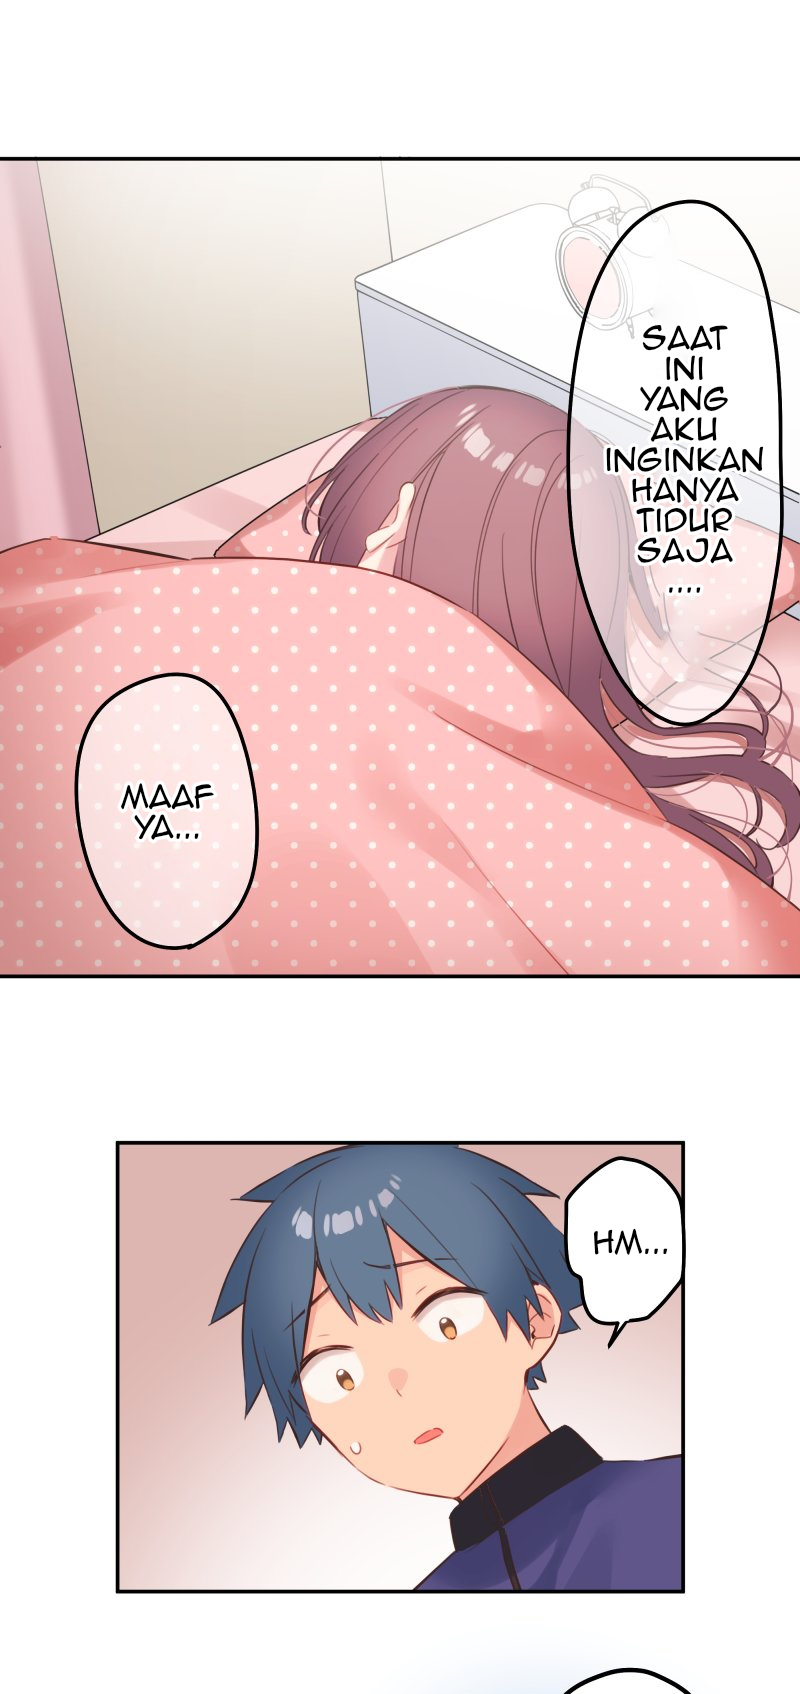 SAAT
INI
YANG
AKU
INGINKAN
HANYA
TIDUR
SAJA
....
MAAF
YA...
HM...